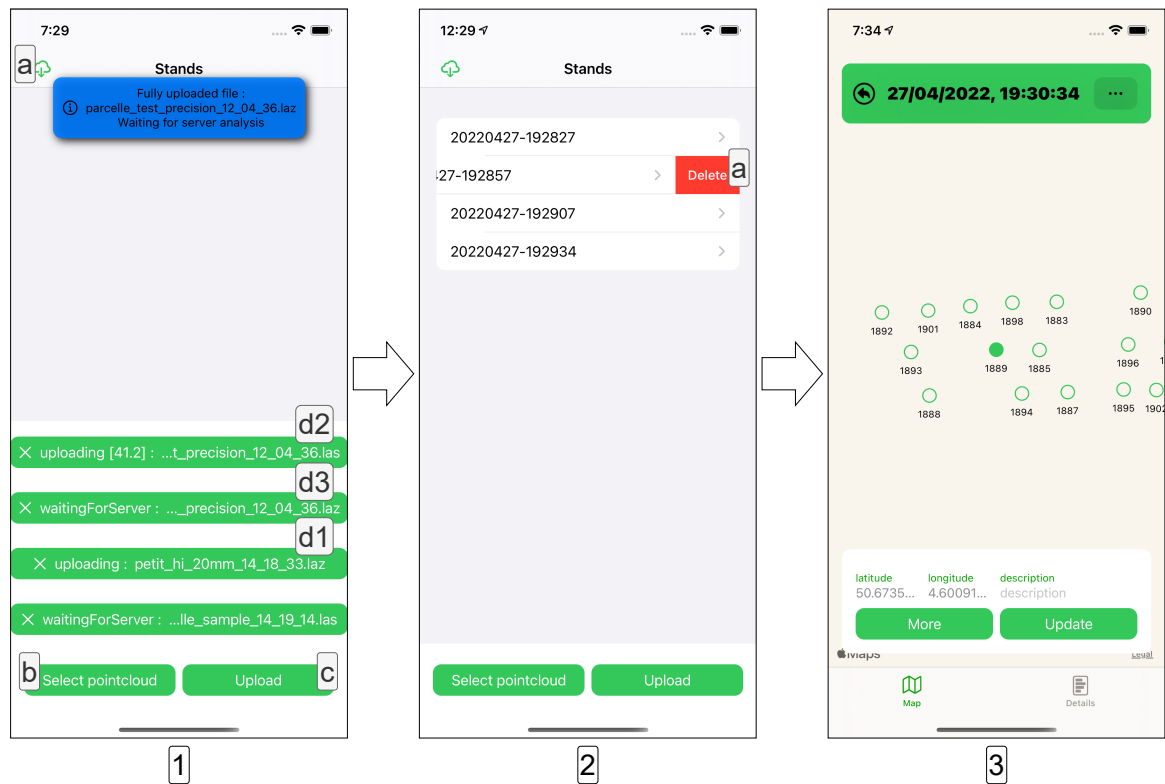 7:29
a
Stands
Fully uploaded file :
parcelle_test_precision_12_04_36.laz
Waiting for server analysis
d2
uploading [41.2] : ...t_precision_12_04_36.las
d3
waitingForServer : ..._precision_12_04_36.laz
d1
uploading : petit_hi_20mm_14_18_33.laz
waitingForServer : ...lle_sample_14_19_14.las
b
Select pointcloud
Upload
c
1
12:29
Stands
20220427-192827
427-192857
Delete
a
20220427-192907
20220427-192934
Select pointcloud
Upload
2
7:34
27/04/2022, 19:30:34
...
1890
1892
1901
1884
1898
1883
1893
1889
1885
1896
1
1888
1894
1887
1895
1902
latitude
longitude
description
50.6735...
4.60091...
description
More
Update
Maps
Legal
Map
Details
3